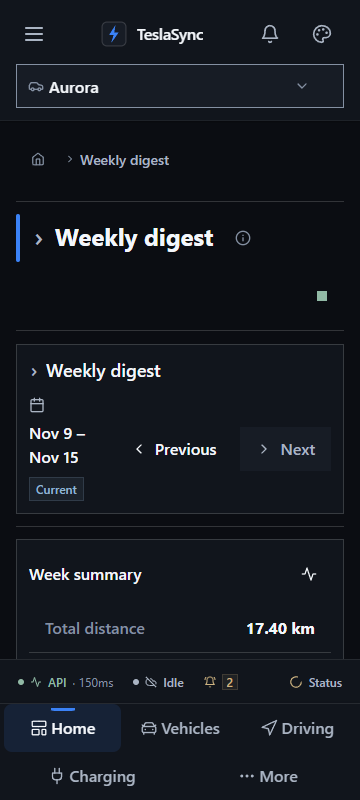 TeslaSync
Aurora
Weekly digest
Weekly digest
Weekly digest
Nov 9 –
Nov 15
Previous
Next
Current
Week summary
Total distance
17.40 km
API · 150ms
Idle
2
Status
Home
Vehicles
Driving
Charging
More